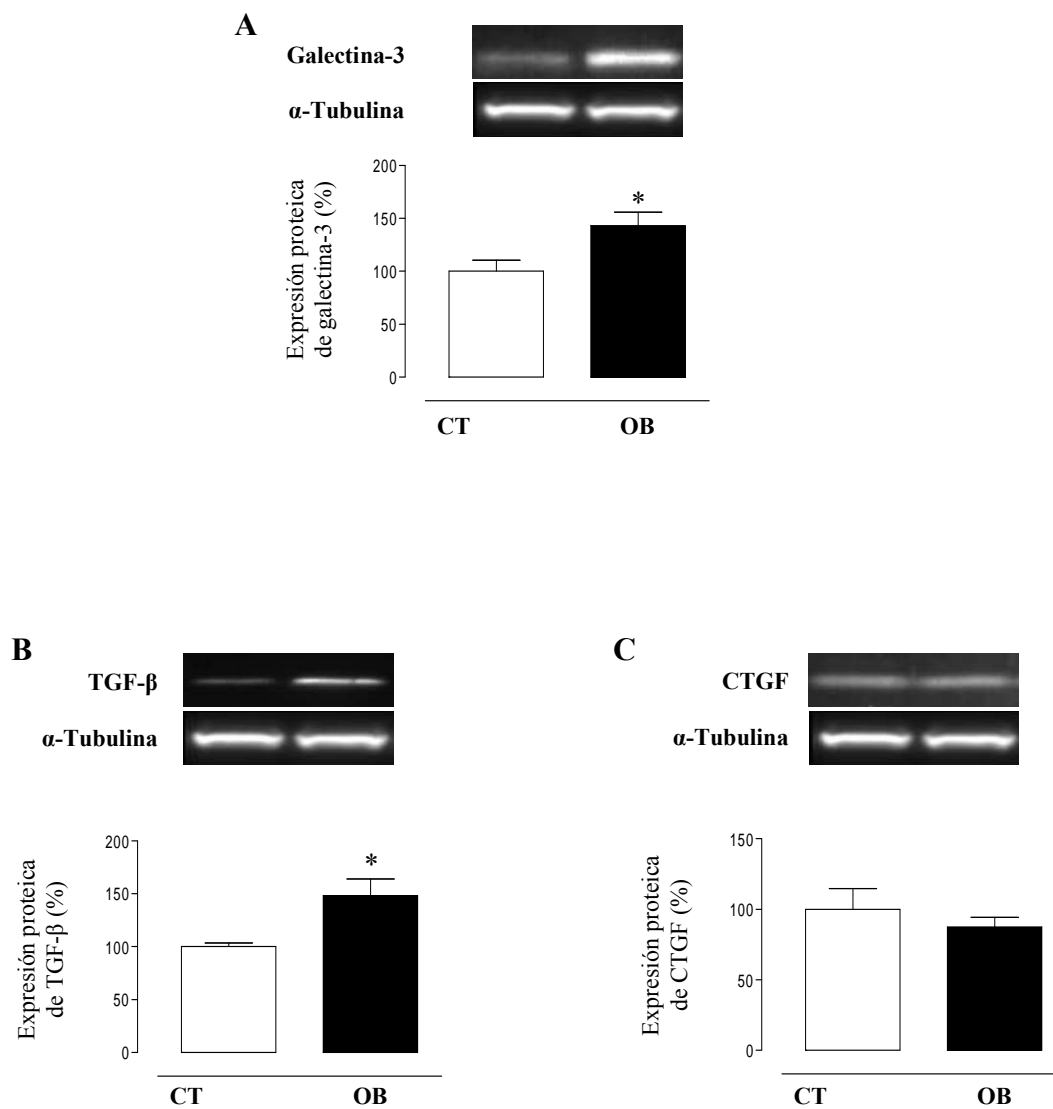 A
Galectina-3
α-Tubulina
Expresión proteica
de galectina-3 (%)
200
150
100
50
0
*
CT OB
B
TGF-β
α-Tubulina
Expresión proteica
de TGF-β (%)
200
150
100
50
0
*
CT OB
C
CTGF
α-Tubulina
Expresión proteica
de CTGF (%)
150
100
50
0
CT OB